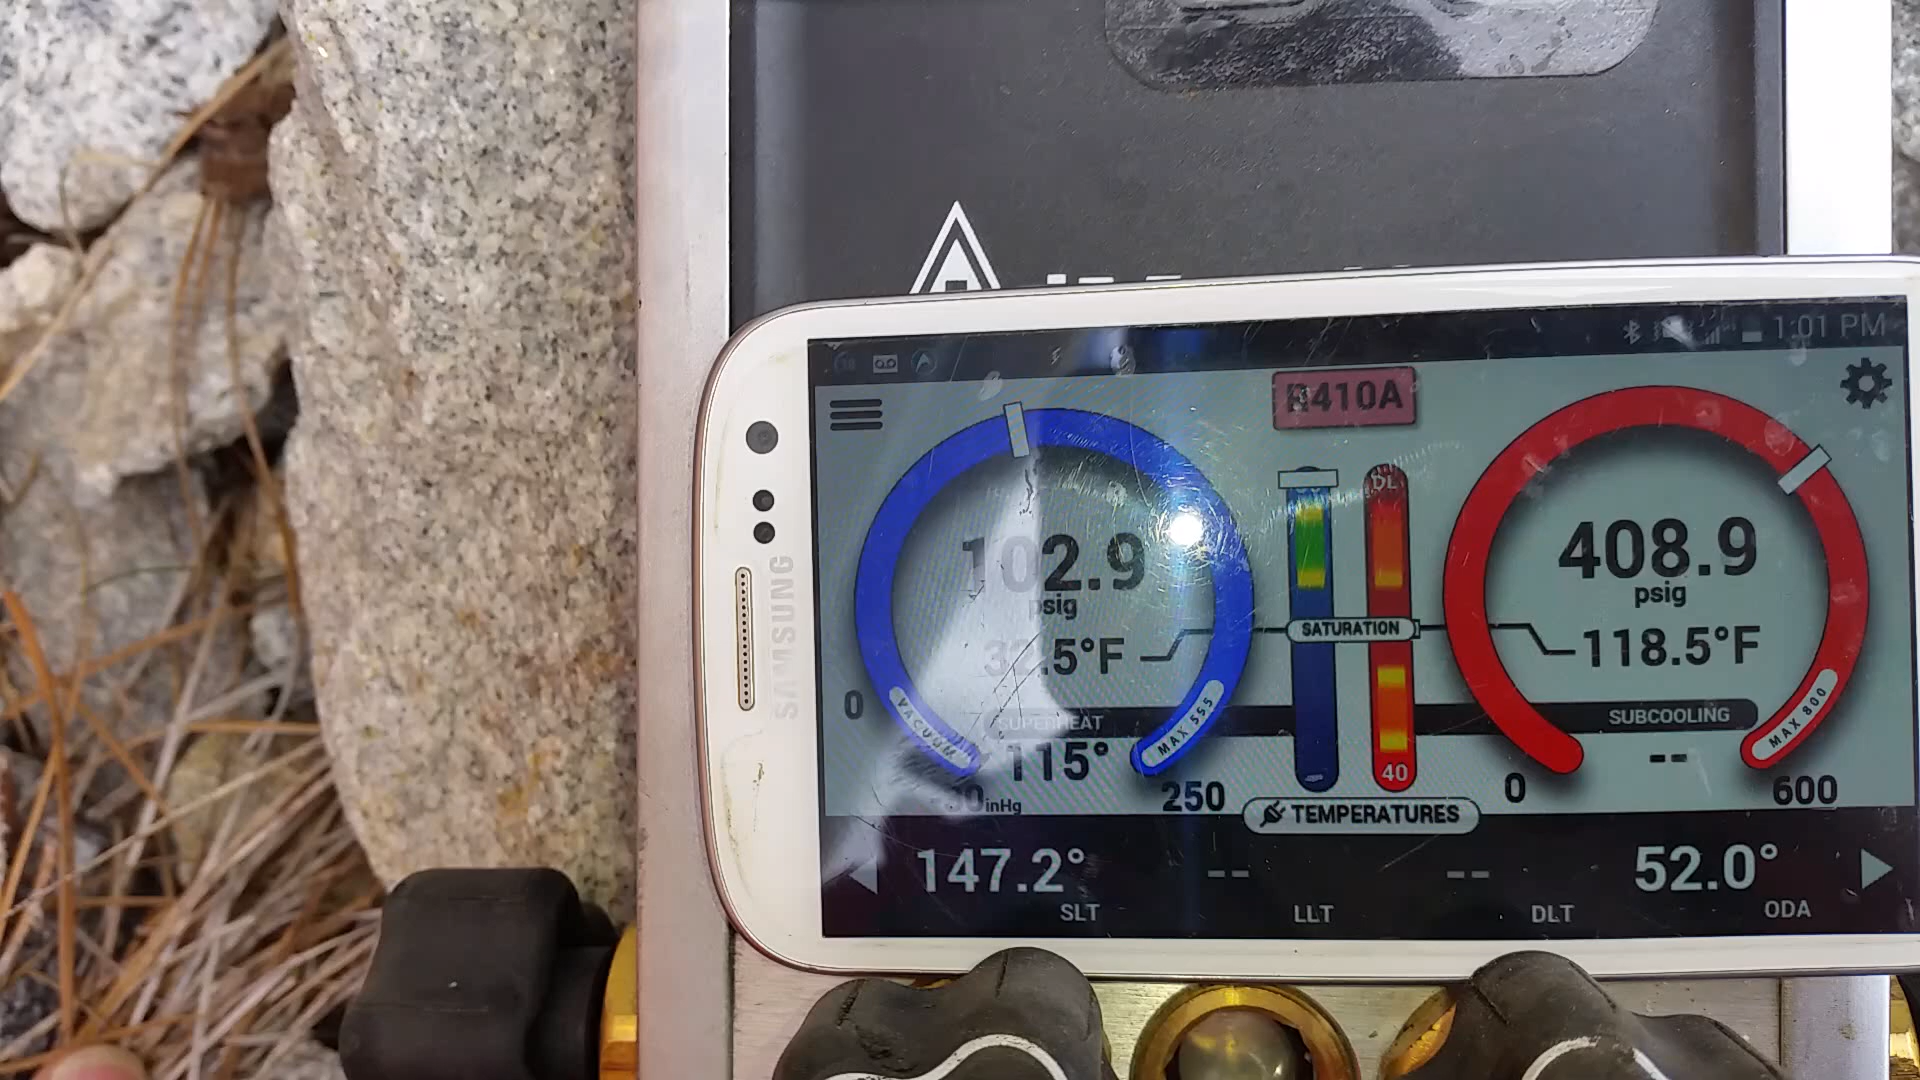 SAMSUNG
1:01 PM
R410A
102.9
psig
32.5°F
SATURATION
408.9
psig
118.5°F
0
VACUUM
MAX 555
SUPERHEAT
115°
-30 inHg
250
DL
40
SUBCOOLING
--
0
MAX 800
600
TEMPERATURES
147.2°
SLT
--
LLT
--
DLT
52.0°
ODA